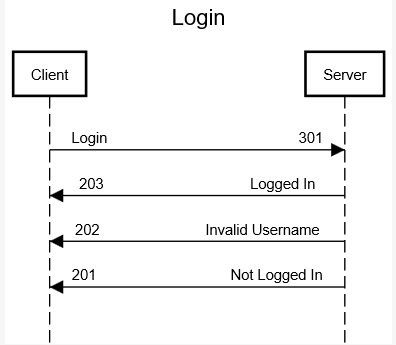 Login
Client Server
Login 301
203 Logged In
202 Invalid Username
201 Not Logged In